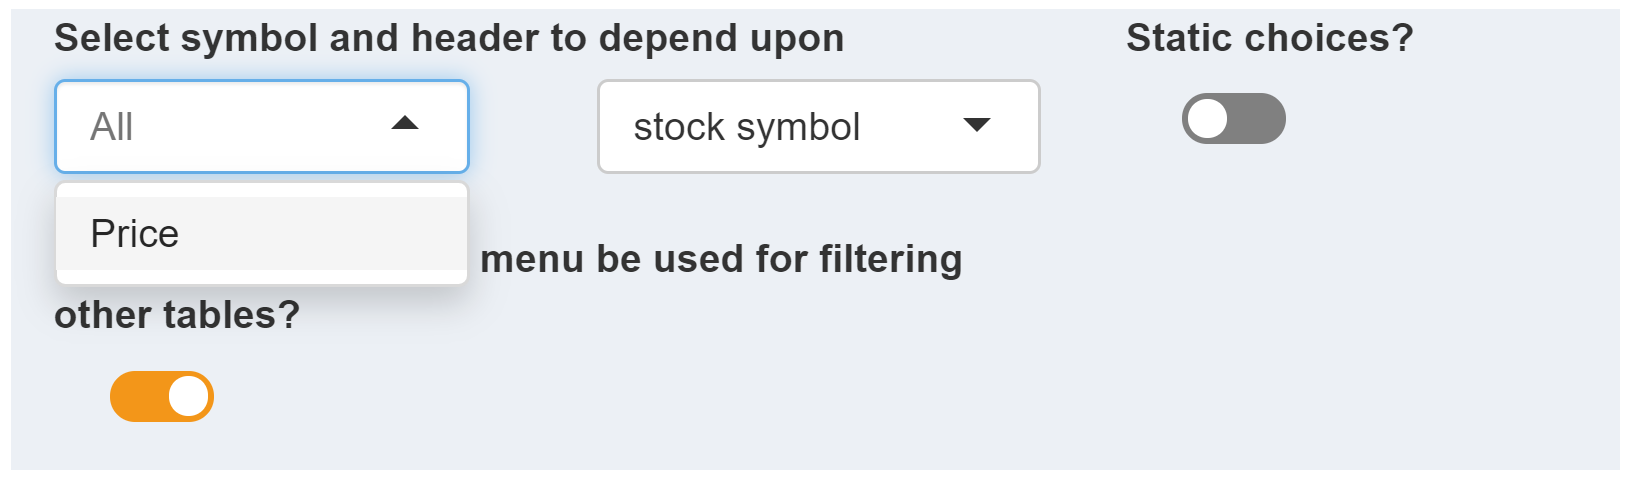 Select symbol and header to depend upon
Static choices?
All
stock symbol
Price
menu be used for filtering
other tables?